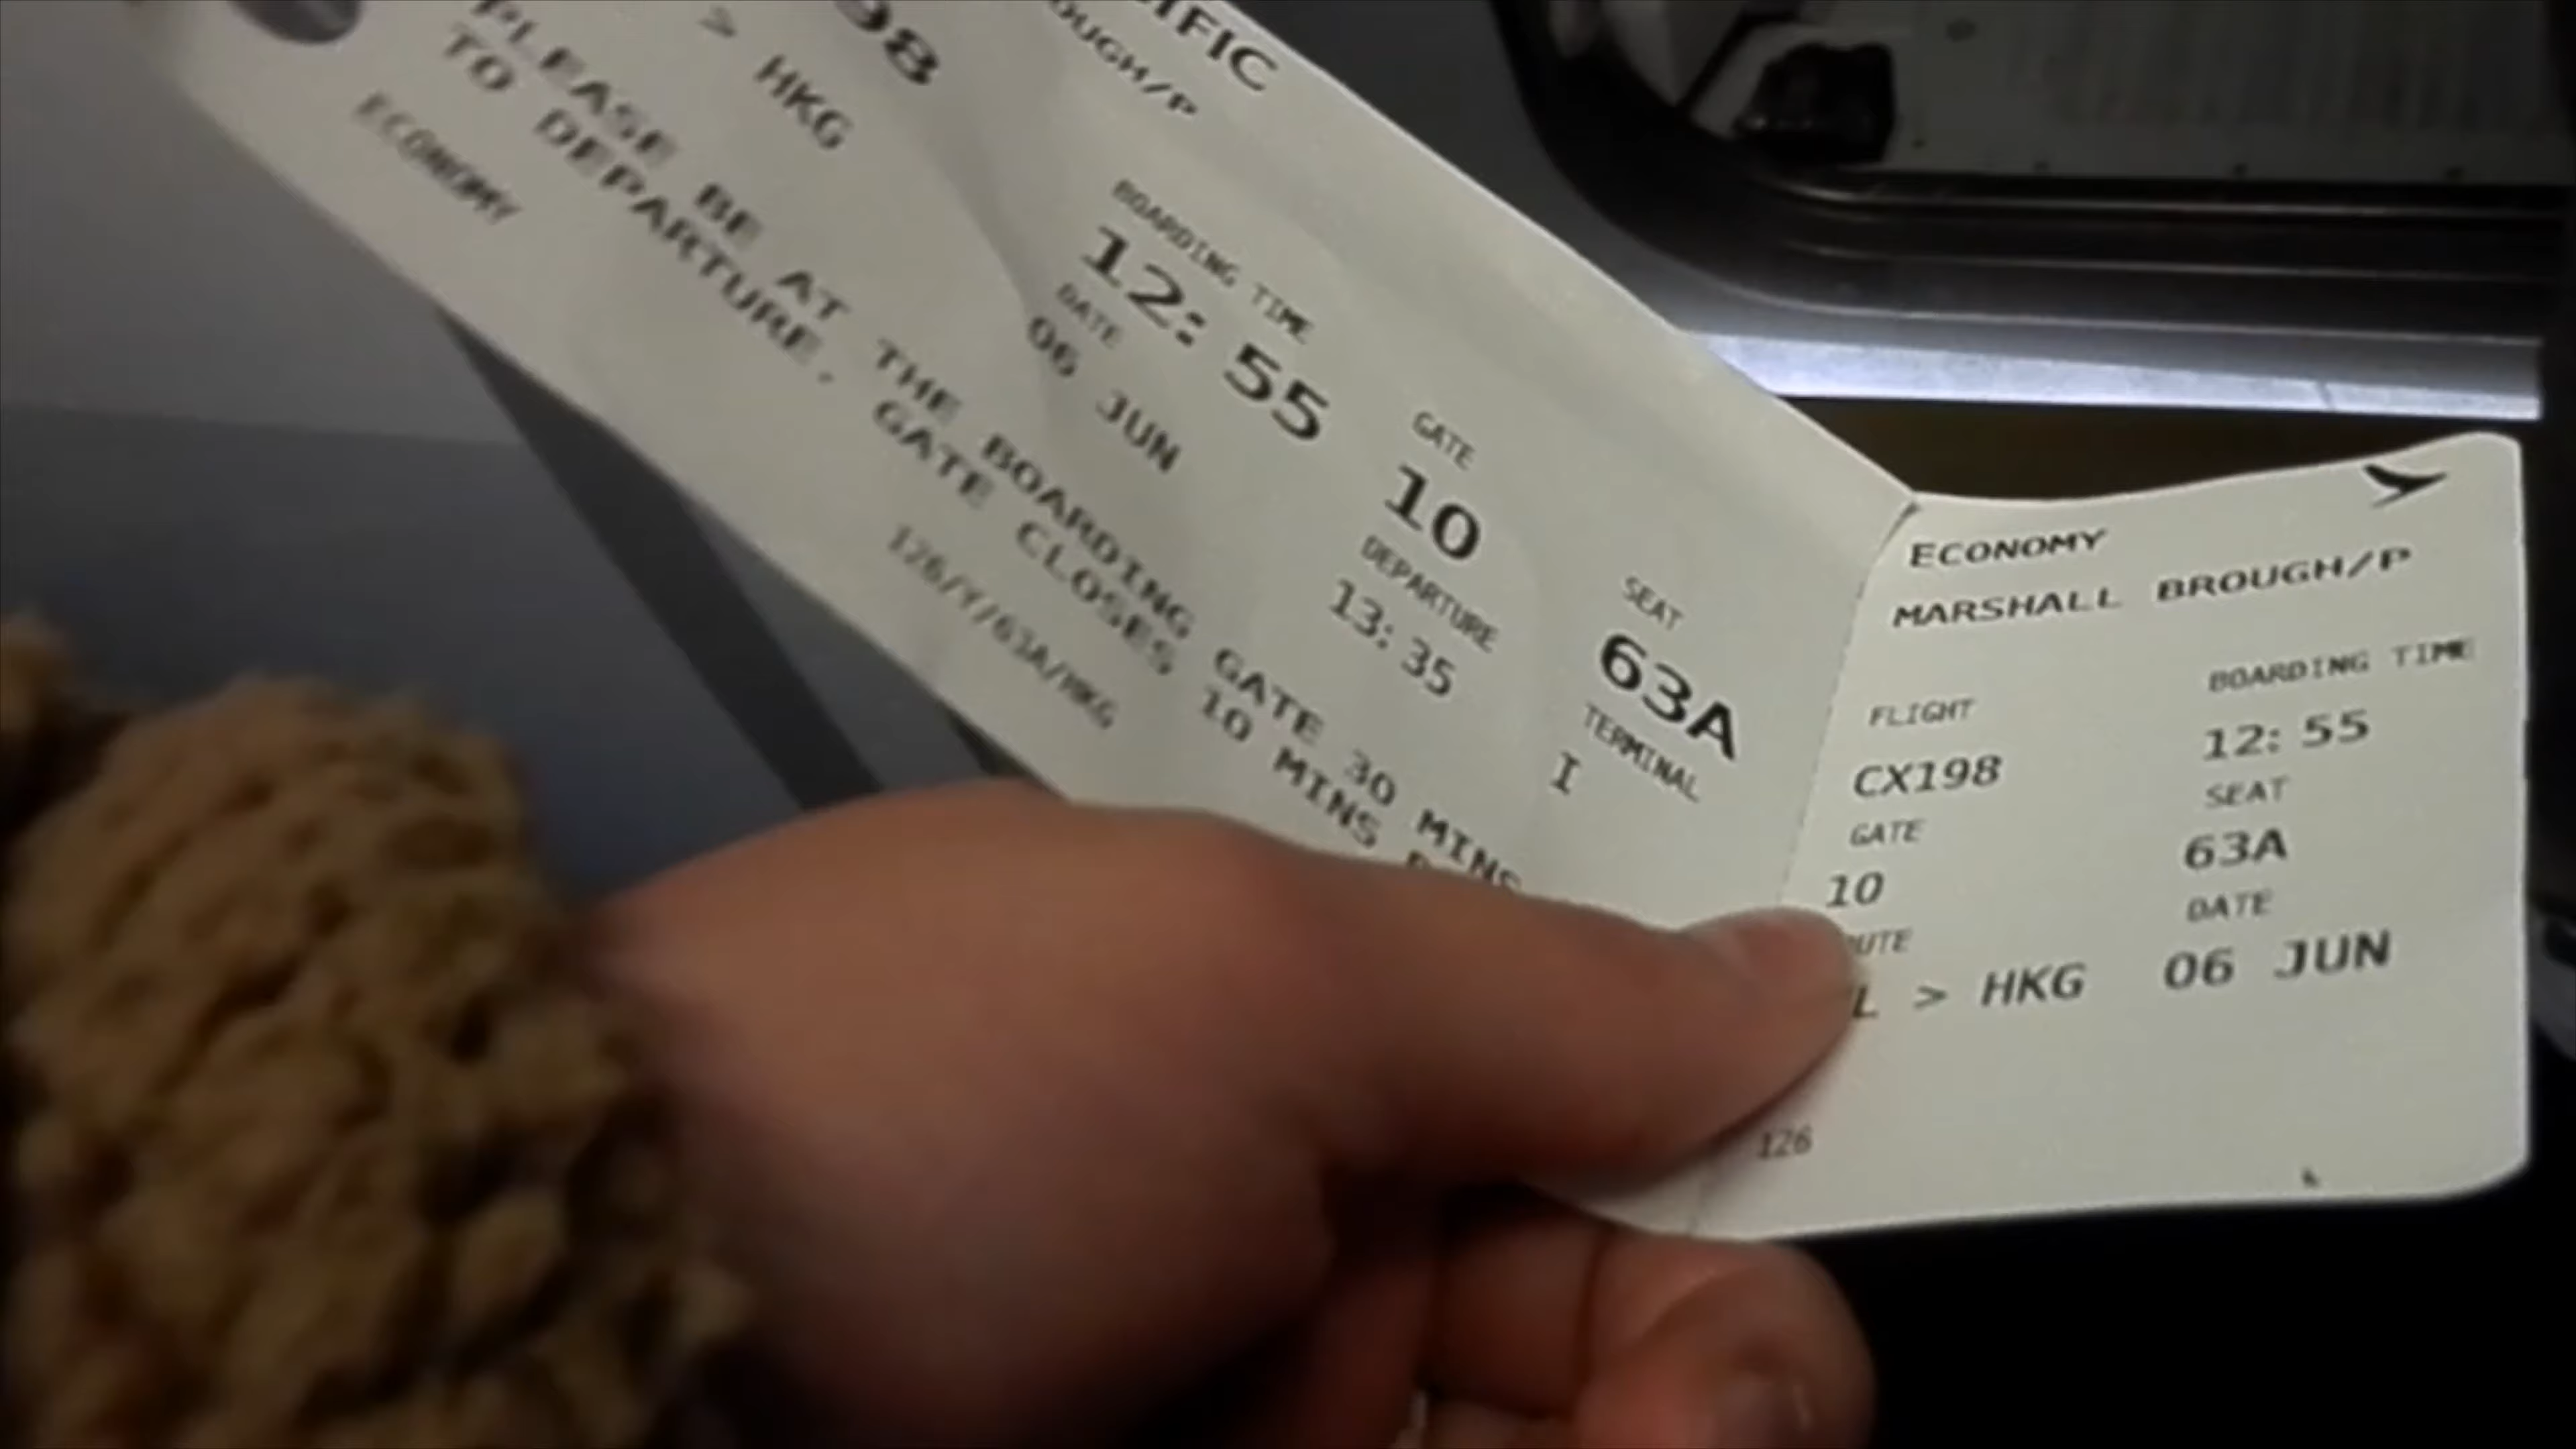 IFIC
OUGH/P
98
> HKG
BOARDING TIME
12:55
GATE
10
SEAT
63A
DATE
06 JUN
DEPARTURE
13:35
TERMINAL
I
PLEASE BE AT THE BOARDING GATE 30 MINS
TO DEPARTURE. GATE CLOSES 10 MINS
ECONOMY
126/Y/63A/HKG
ECONOMY
MARSHALL BROUGH/P
FLIGHT
BOARDING TIME
CX198
12:55
GATE
SEAT
10
63A
UTE
DATE
L > HKG
06 JUN
126